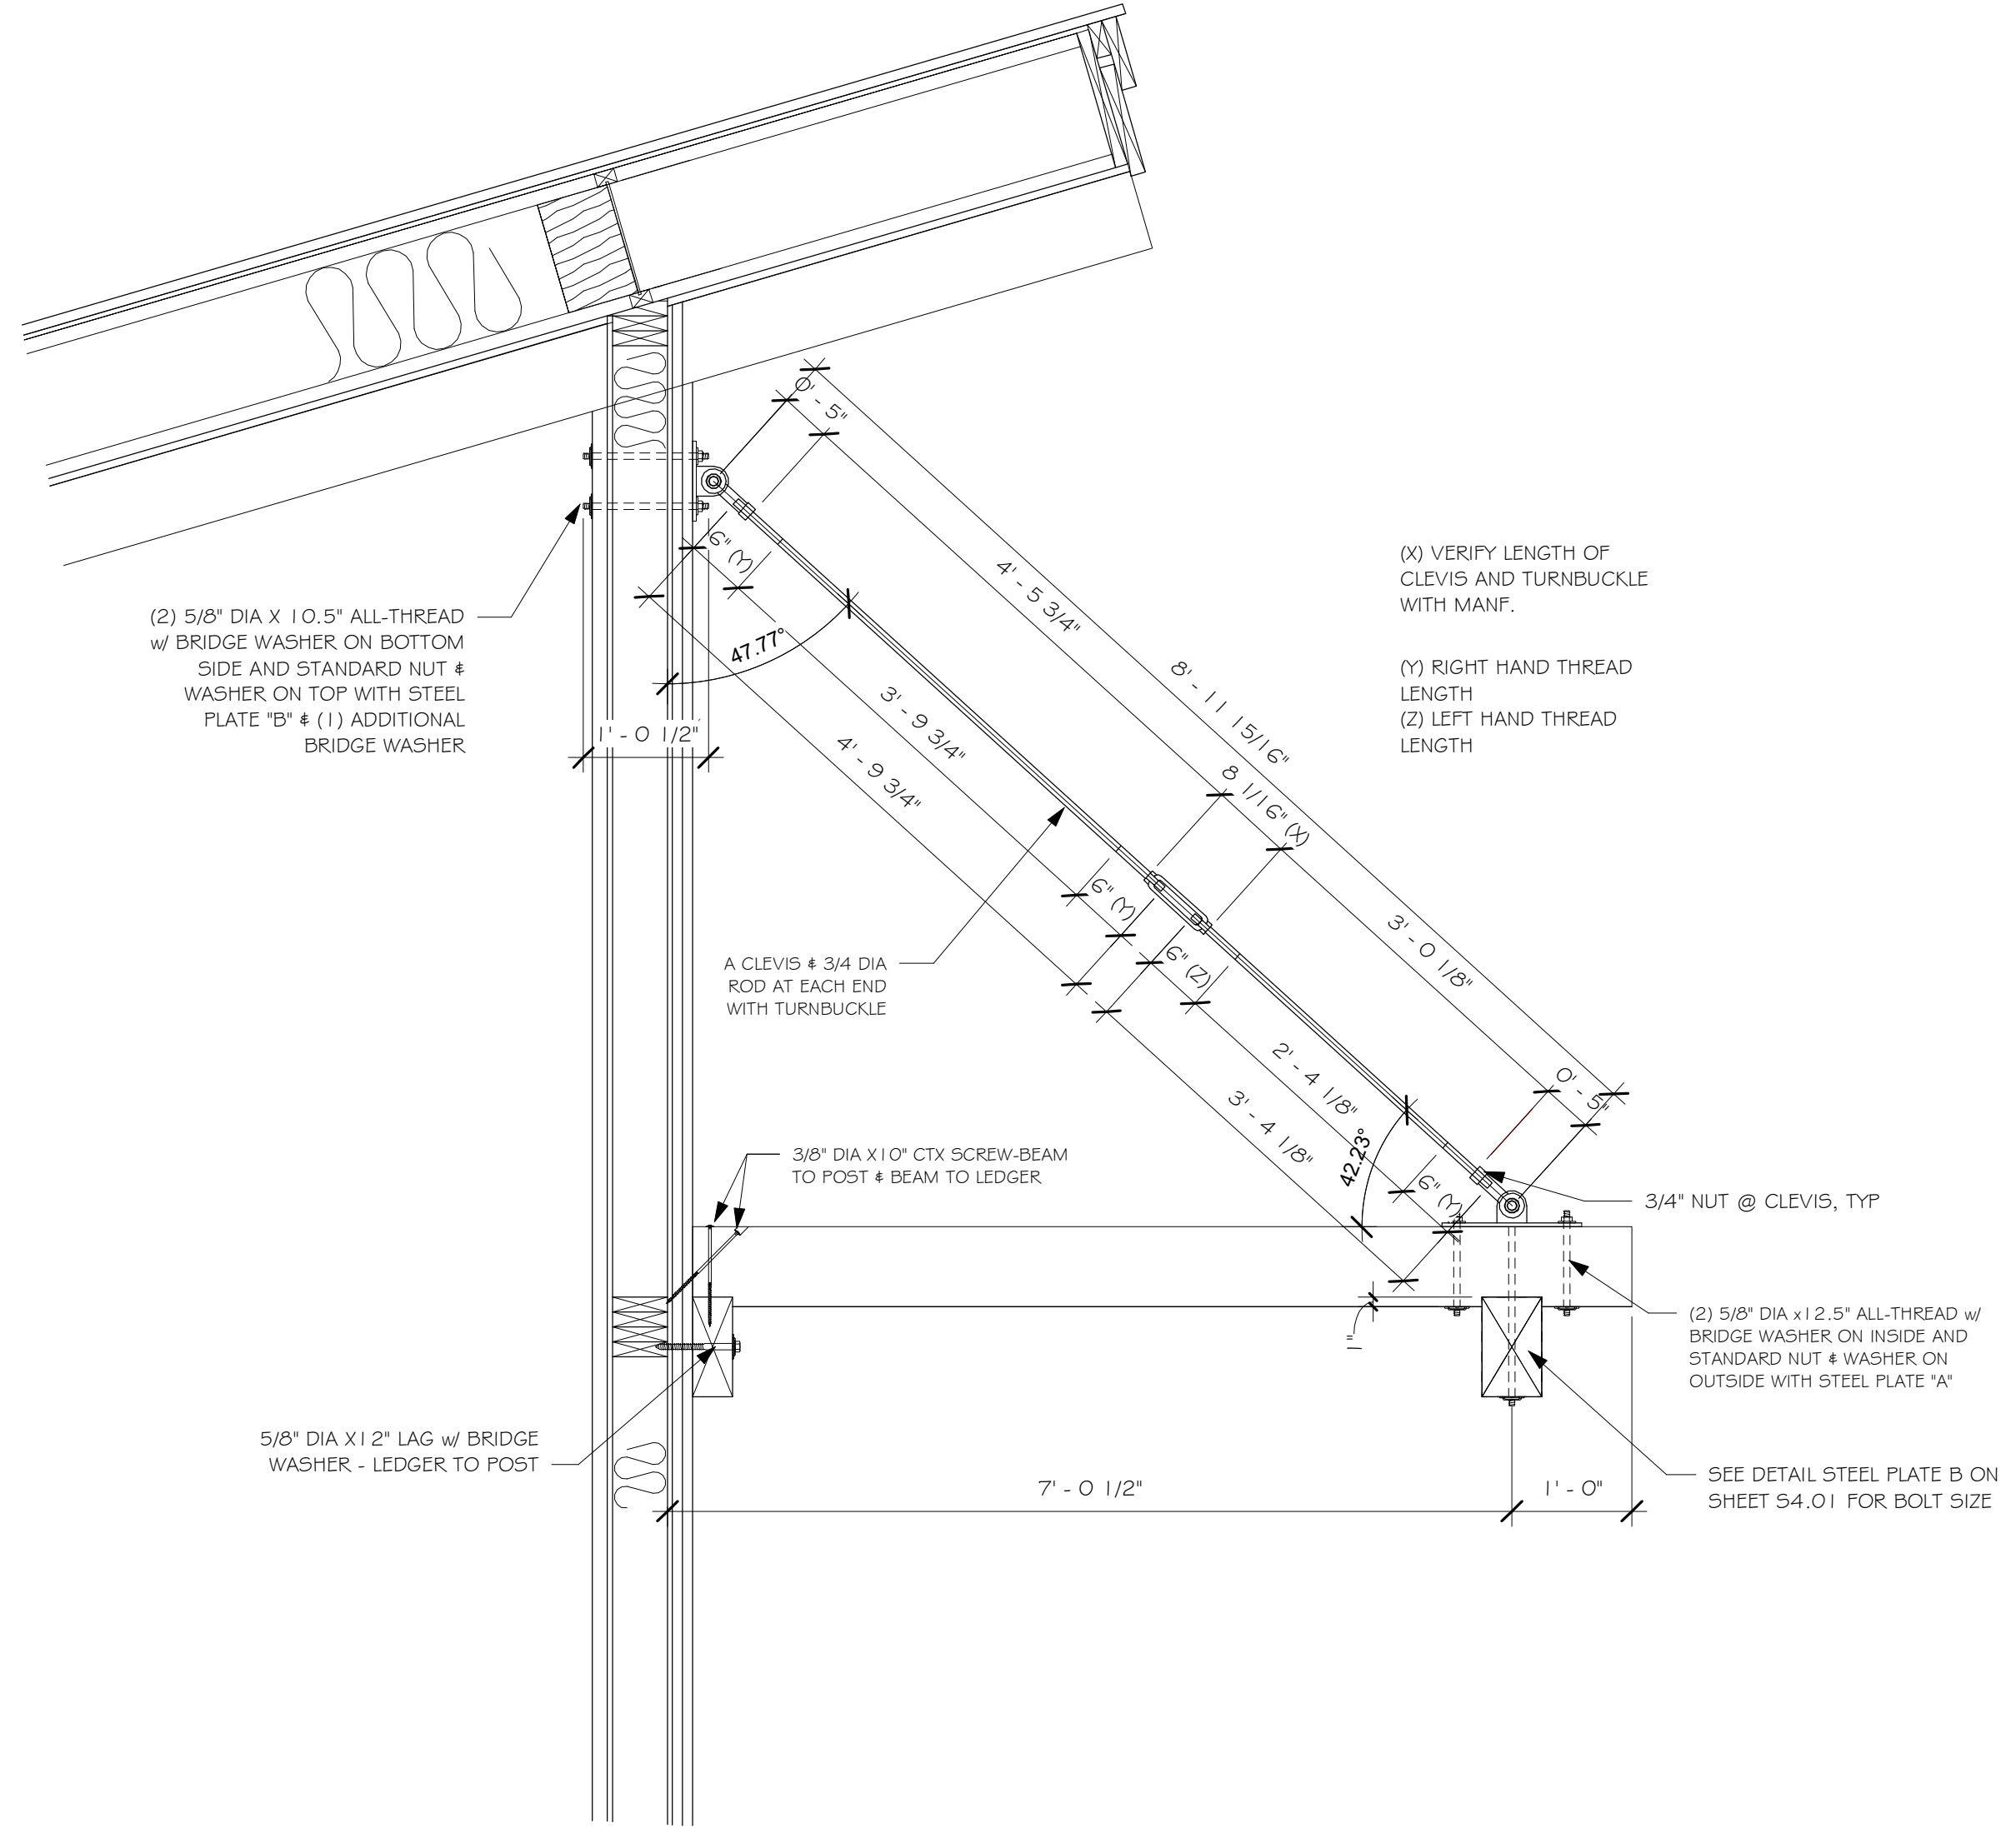 0' - 5"
4' - 5 3/4"
8' - 11 15/16"
8 1/16" (X)
3' - 0 1/8"
0' - 5"
6" (Y)
47.77°
3' - 9 3/4"
4' - 9 3/4"
1' - 0 1/2"
6" (Y)
6" (Z)
2' - 4 1/8"
3' - 4 1/8"
42.23°
6" (Y)
(X) VERIFY LENGTH OF
CLEVIS AND TURNBUCKLE
WITH MANF.
(Y) RIGHT HAND THREAD
LENGTH
(Z) LEFT HAND THREAD
LENGTH
(2) 5/8" DIA X 10.5" ALL-THREAD
w/ BRIDGE WASHER ON BOTTOM
SIDE AND STANDARD NUT &
WASHER ON TOP WITH STEEL
PLATE "B" & (1) ADDITIONAL
BRIDGE WASHER
A CLEVIS & 3/4 DIA
ROD AT EACH END
WITH TURNBUCKLE
3/8" DIA X10" CTX SCREW-BEAM
TO POST & BEAM TO LEDGER
3/4" NUT @ CLEVIS, TYP
(2) 5/8" DIA x12.5" ALL-THREAD w/
BRIDGE WASHER ON INSIDE AND
STANDARD NUT & WASHER ON
OUTSIDE WITH STEEL PLATE "A"
1"
5/8" DIA X12" LAG w/ BRIDGE
WASHER - LEDGER TO POST
SEE DETAIL STEEL PLATE B ON
SHEET S4.01 FOR BOLT SIZE
7' - 0 1/2"
1' - 0"